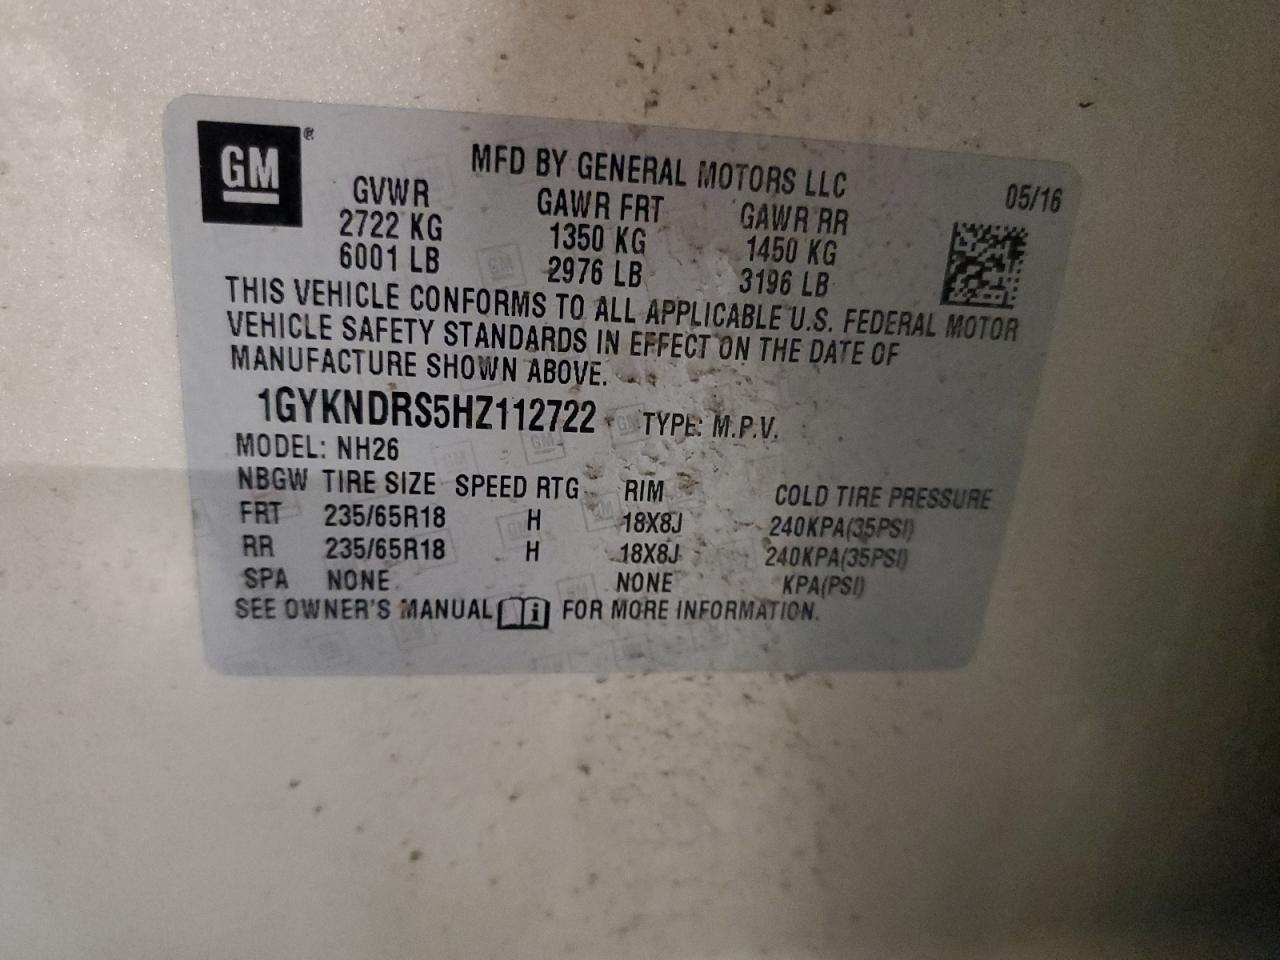 GM ®
MFD BY GENERAL MOTORS LLC
05/16
GVWR GAWR FRT GAWR RR
2722 KG 1350 KG 1450 KG
6001 LB 2976 LB 3196 LB
THIS VEHICLE CONFORMS TO ALL APPLICABLE U.S. FEDERAL MOTOR
VEHICLE SAFETY STANDARDS IN EFFECT ON THE DATE OF
MANUFACTURE SHOWN ABOVE.
1GYKNDRS5HZ112722 TYPE: M.P.V.
MODEL: NH26
NBGW TIRE SIZE SPEED RTG RIM COLD TIRE PRESSURE
FRT 235/65R18 H 18X8J 240KPA(35PSI)
RR 235/65R18 H 18X8J 240KPA(35PSI)
SPA NONE NONE KPA(PSI)
SEE OWNER'S MANUAL i FOR MORE INFORMATION.